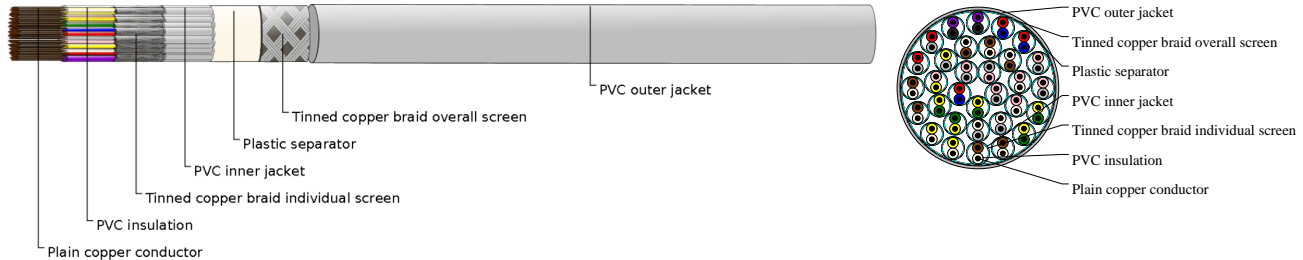 PVC outer jacket
Tinned copper braid overall screen
Plastic separator
PVC inner jacket
Tinned copper braid individual screen
PVC insulation
Plain copper conductor
PVC outer jacket
Tinned copper braid overall screen
Plastic separator
PVC inner jacket
Tinned copper braid individual screen
PVC insulation
Plain copper conductor